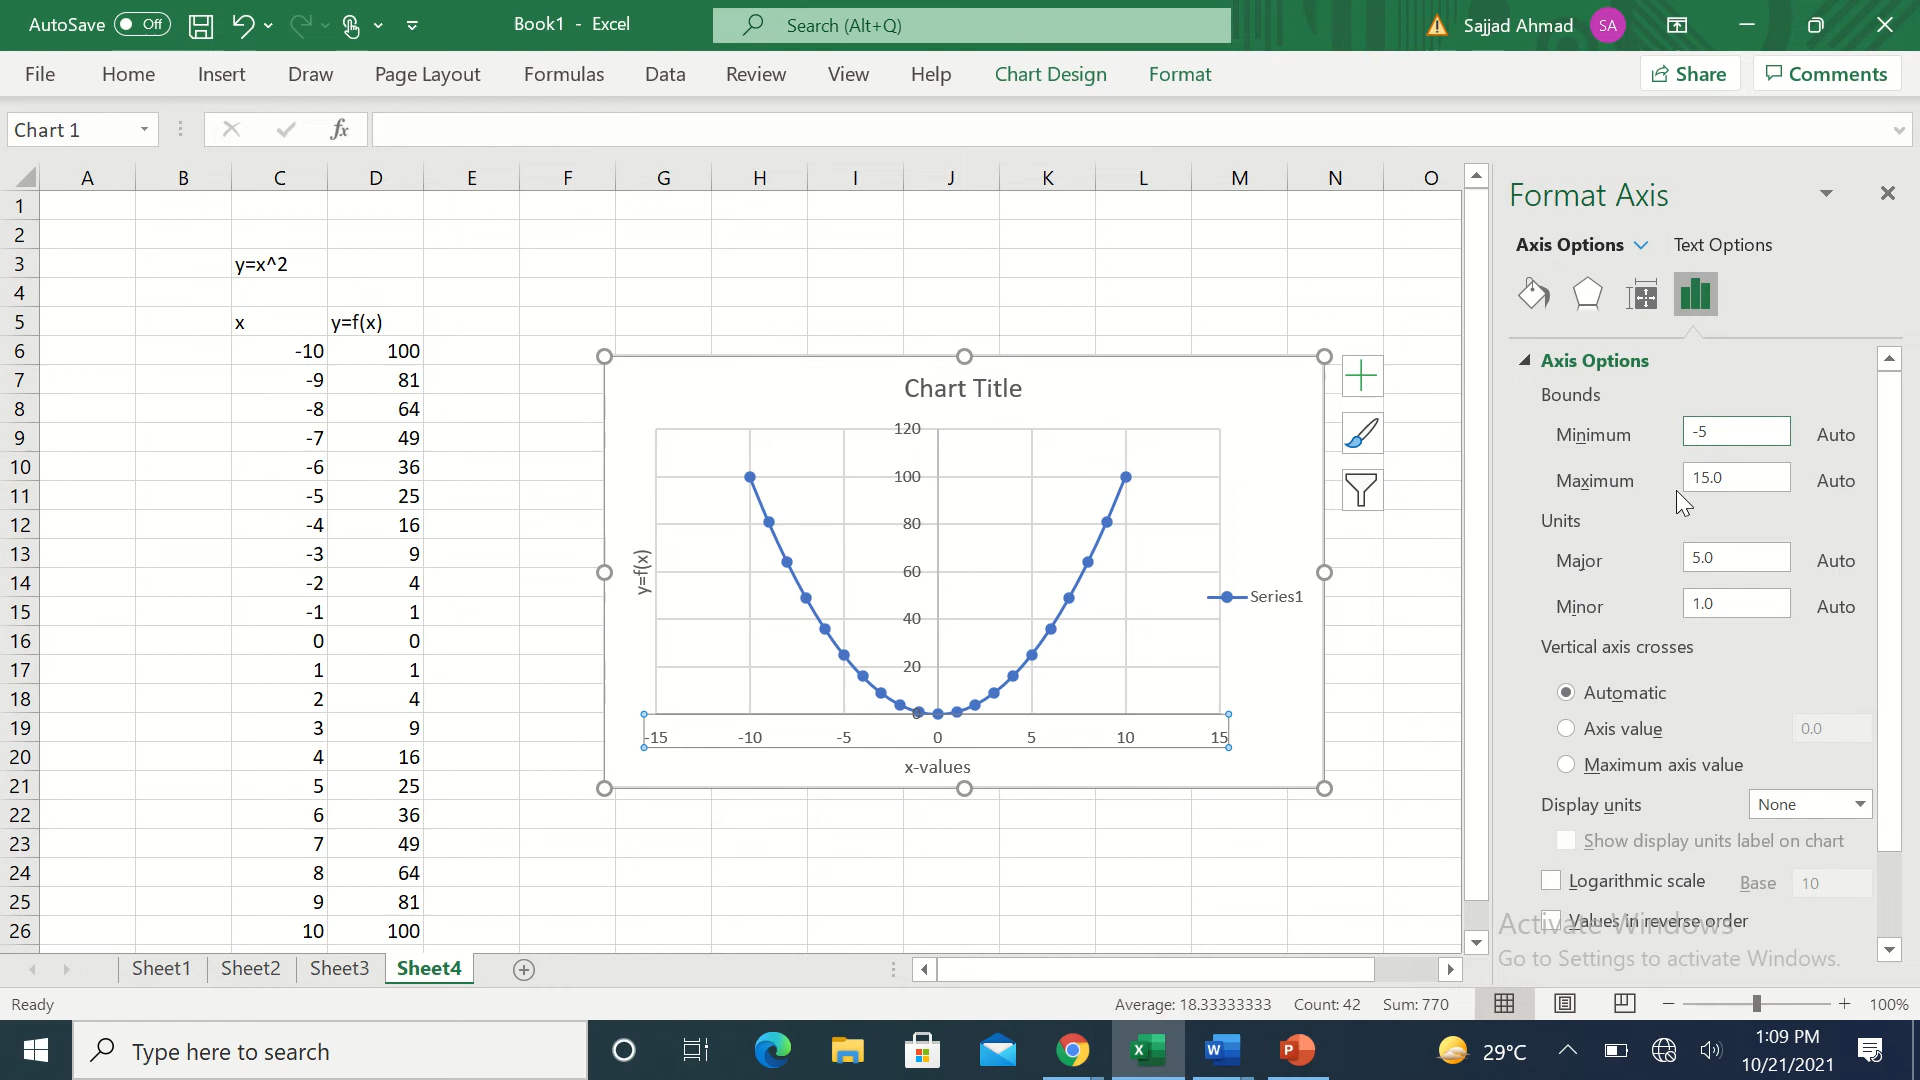 AutoSave Off Book1 - Excel Search (Alt+Q) Sajjad Ahmad SA
File Home Insert Draw Page Layout Formulas Data Review View Help Chart Design Format Share Comments
Chart 1 fx
A B C D E F G H I J K L M N O
1
2
3 y=x^2
4
5 x y=f(x)
6 -10 100
7 -9 81
8 -8 64
9 -7 49
10 -6 36
11 -5 25
12 -4 16
13 -3 9
14 -2 4
15 -1 1
16 0 0
17 1 1
18 2 4
19 3 9
20 4 16
21 5 25
22 6 36
23 7 49
24 8 64
25 9 81
26 10 100
Chart Title
120
100
80
60
40
20
0
y=f(x)
Series1
-15 -10 -5 0 5 10 15
x-values
Format Axis
Axis Options Text Options
Axis Options
Bounds
Minimum -5 Auto
Maximum 15.0 Auto
Units
Major 5.0 Auto
Minor 1.0 Auto
Vertical axis crosses
Automatic
Axis value 0.0
Maximum axis value
Display units None
Show display units label on chart
Logarithmic scale Base 10
Values in reverse order
Activate Windows
Go to Settings to activate Windows.
Sheet1 Sheet2 Sheet3 Sheet4
Ready Average: 18.33333333 Count: 42 Sum: 770 100%
Type here to search 29°C 1:09 PM
10/21/2021